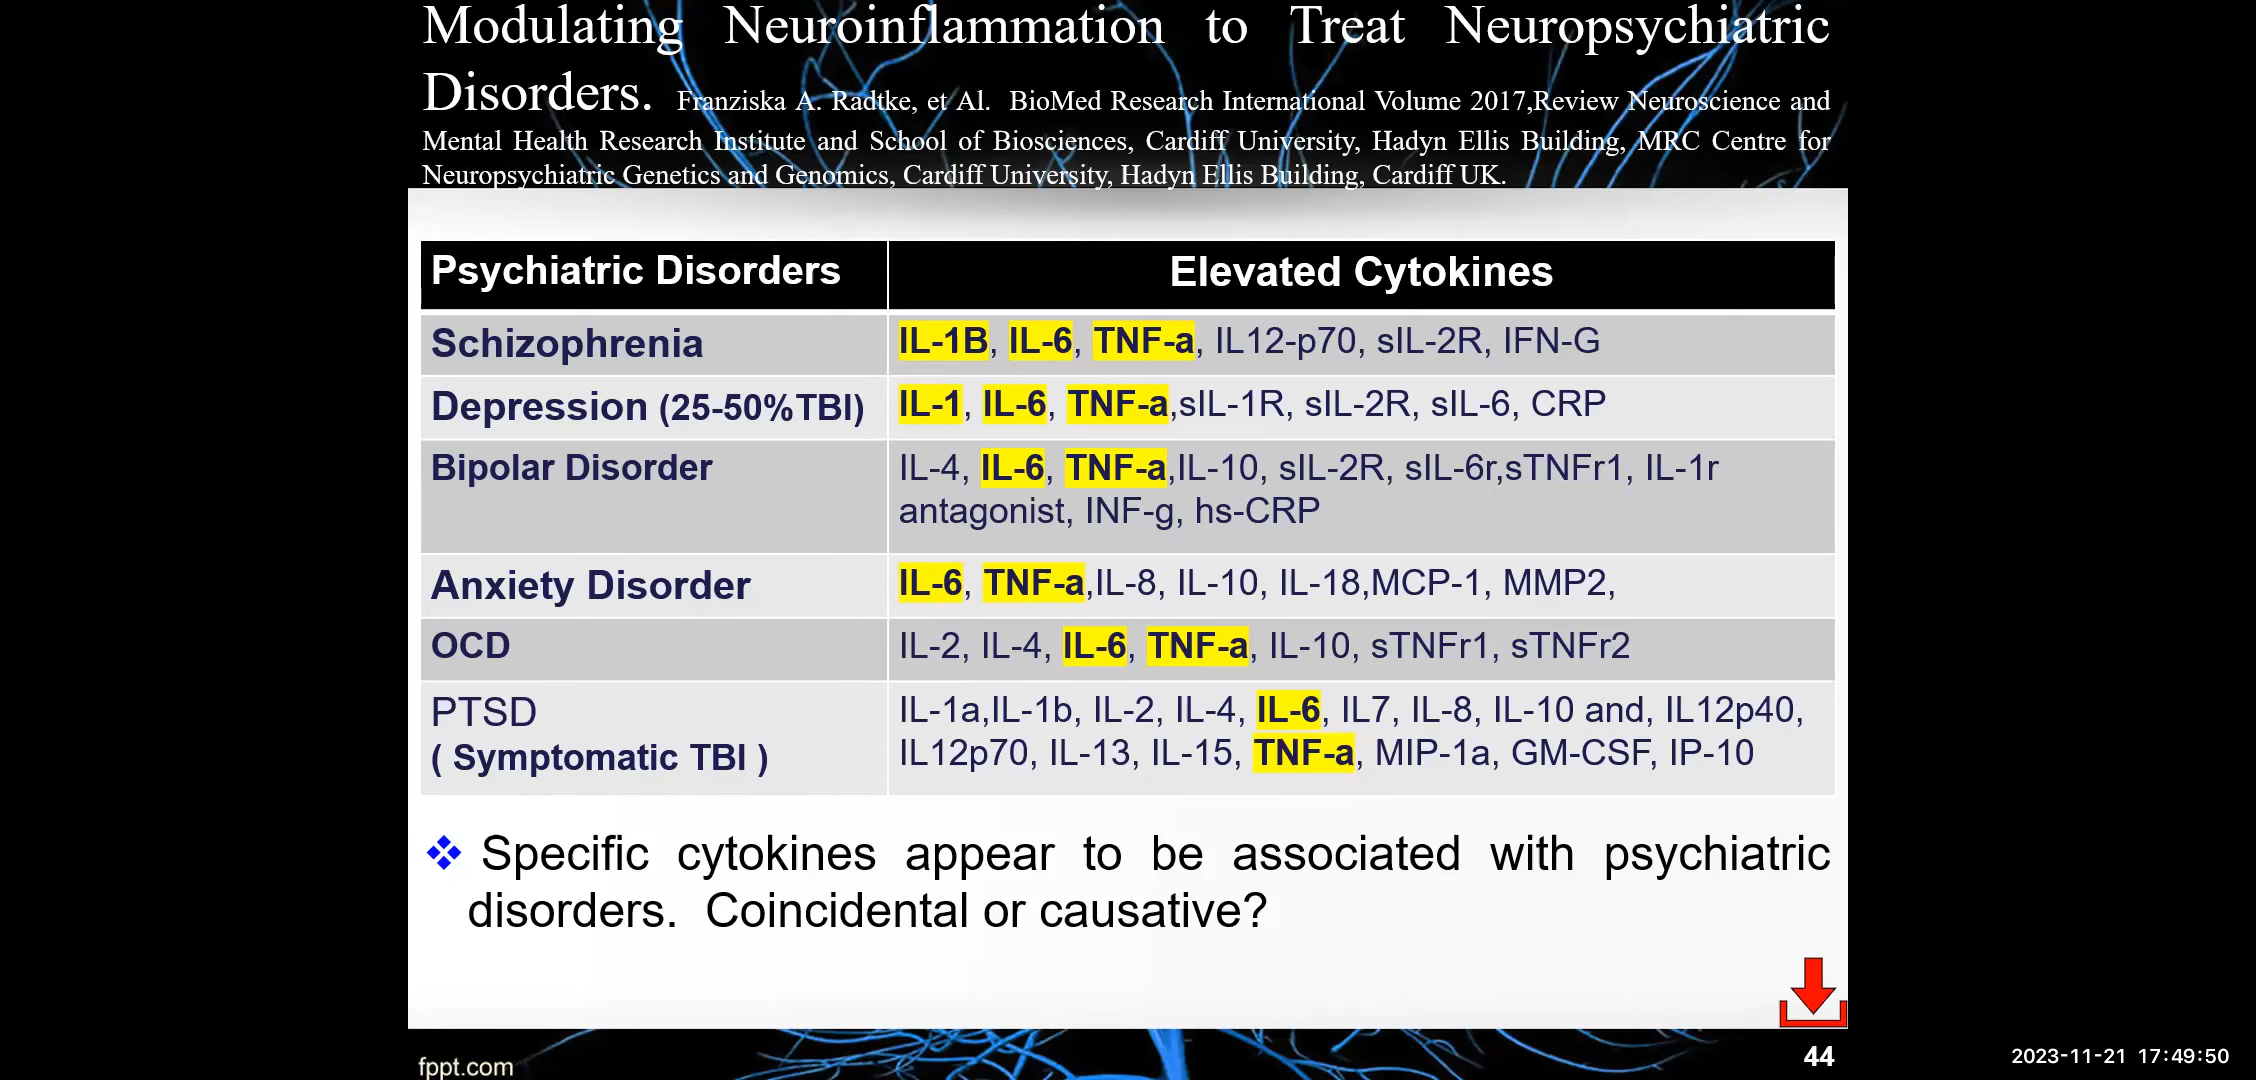 Modulating Neuroinflammation to Treat Neuropsychiatric
Disorders. Franziska A. Radtke, et Al. BioMed Research International Volume 2017,Review Neuroscience and
Mental Health Research Institute and School of Biosciences, Cardiff University, Hadyn Ellis Building, MRC Centre for
Neuropsychiatric Genetics and Genomics, Cardiff University, Hadyn Ellis Building, Cardiff UK.
Psychiatric Disorders
Elevated Cytokines
Schizophrenia
IL-1B, IL-6, TNF-a, IL12-p70, sIL-2R, IFN-G
Depression (25-50%TBI)
IL-1, IL-6, TNF-a,sIL-1R, sIL-2R, sIL-6, CRP
Bipolar Disorder
IL-4, IL-6, TNF-a,IL-10, sIL-2R, sIL-6r,sTNFr1, IL-1r
antagonist, INF-g, hs-CRP
Anxiety Disorder
IL-6, TNF-a,IL-8, IL-10, IL-18,MCP-1, MMP2,
OCD
IL-2, IL-4, IL-6, TNF-a, IL-10, sTNFr1, sTNFr2
PTSD
( Symptomatic TBI )
IL-1a,IL-1b, IL-2, IL-4, IL-6, IL7, IL-8, IL-10 and, IL12p40,
IL12p70, IL-13, IL-15, TNF-a, MIP-1a, GM-CSF, IP-10
❖ Specific cytokines appear to be associated with psychiatric
disorders. Coincidental or causative?
fppt.com
44
2023-11-21 17:49:50